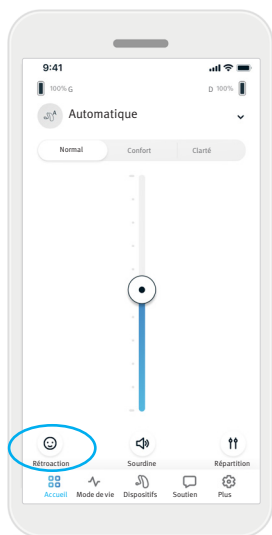 9:41
100% G D 100%
A
Automatique
Normal Confort Clarté
Rétroaction Sourdine Répartition
Accueil Mode de vie Dispositifs Soutien Plus